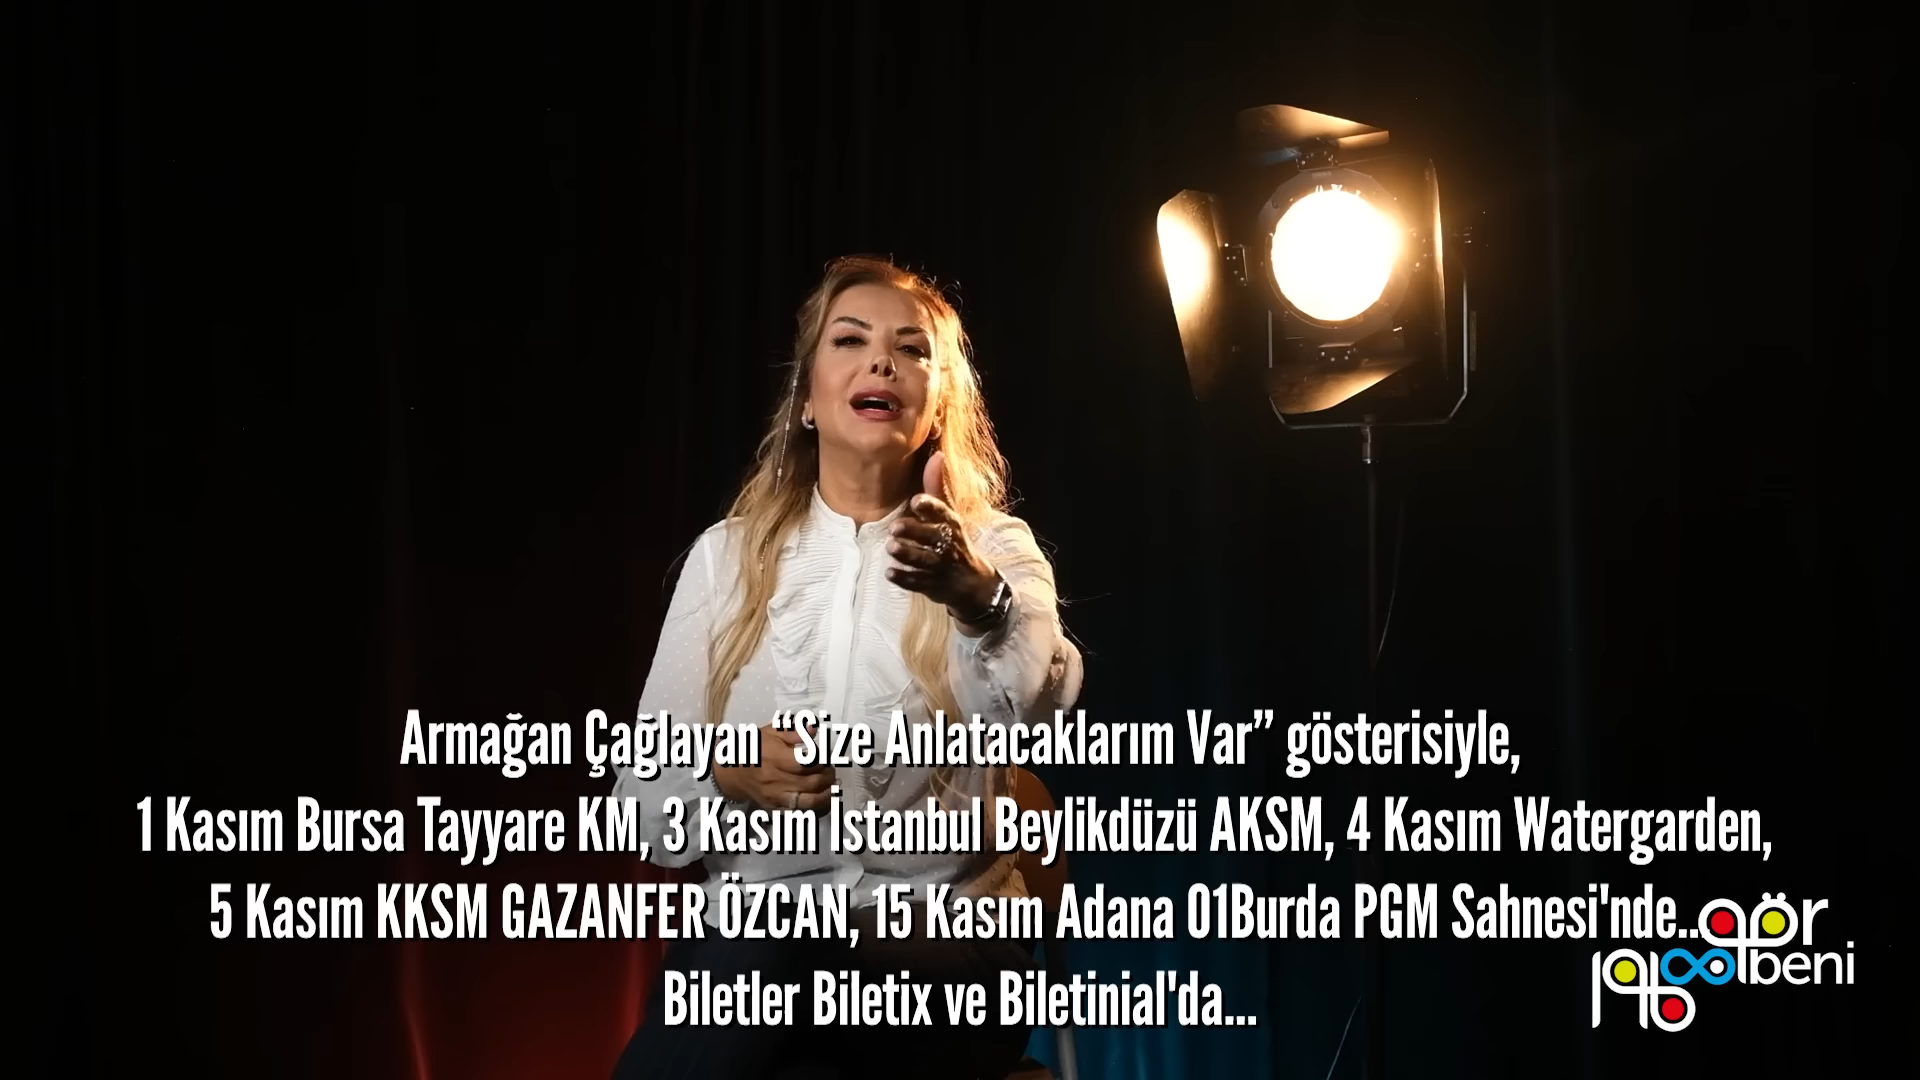 Armağan Çağlayan “Size Anlatacaklarım Var” gösterisiyle,
1 Kasım Bursa Tayyare KM, 3 Kasım İstanbul Beylikdüzü AKSM, 4 Kasım Watergarden,
5 Kasım KKSM GAZANFER ÖZCAN, 15 Kasım Adana 01Burda PGM Sahnesi'nde...
Biletler Biletix ve Biletinial'da...
gör
beni